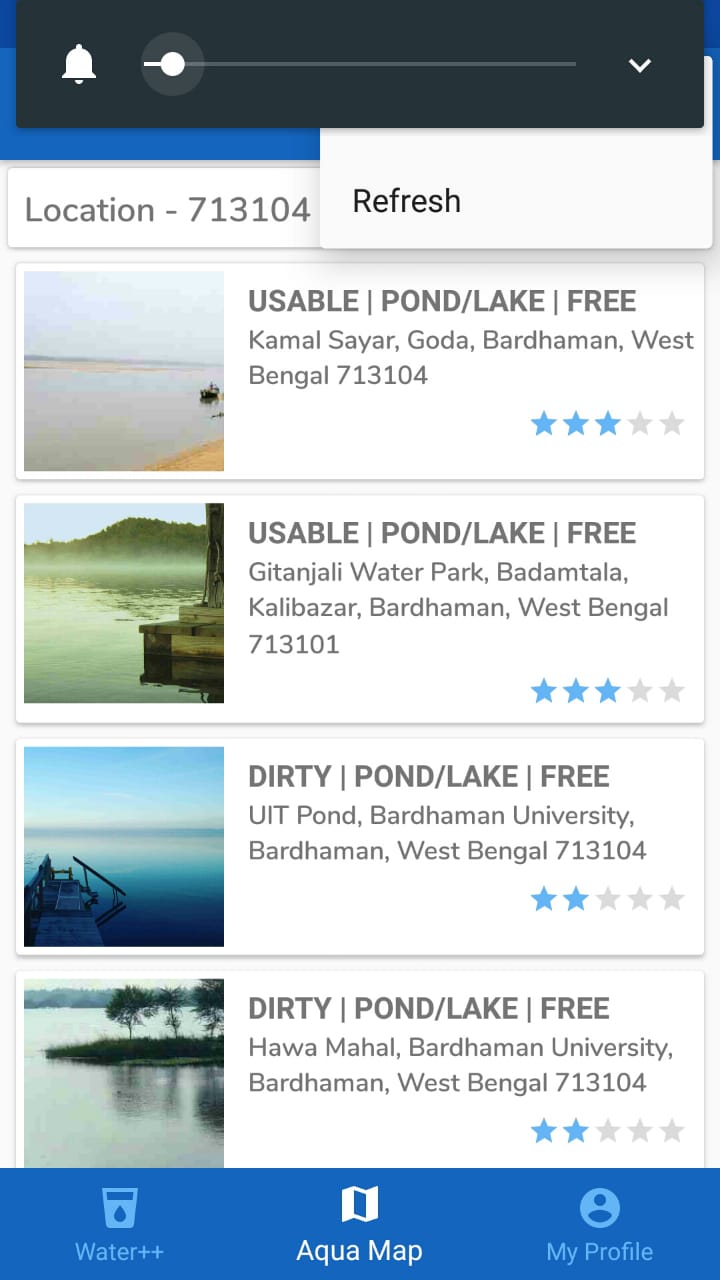 Refresh
Location - 713104
USABLE | POND/LAKE | FREE
Kamal Sayar, Goda, Bardhaman, West
Bengal 713104
USABLE | POND/LAKE | FREE
Gitanjali Water Park, Badamtala,
Kalibazar, Bardhaman, West Bengal
713101
DIRTY | POND/LAKE | FREE
UIT Pond, Bardhaman University,
Bardhaman, West Bengal 713104
DIRTY | POND/LAKE | FREE
Hawa Mahal, Bardhaman University,
Bardhaman, West Bengal 713104
Water++
Aqua Map
My Profile